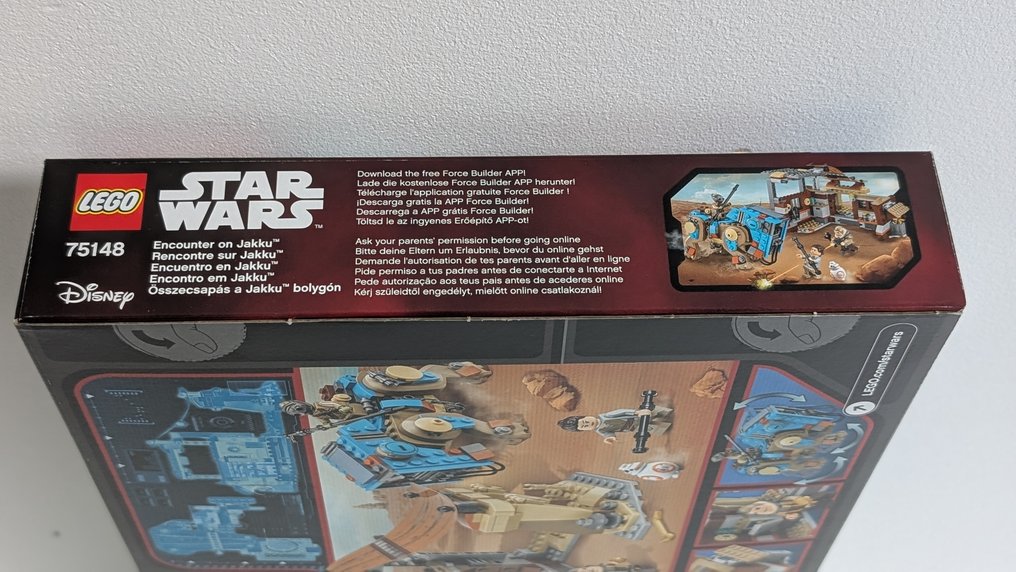 LEGO
STAR
WARS™
75148
Encounter on Jakku™
Rencontre sur Jakku™
Encuentro en Jakku™
Encontro em Jakku™
Összecsapás a Jakku™ bolygón
Disney
Download the free Force Builder APP!
Lade die kostenlose Force Builder APP herunter!
Télécharge l'application gratuite Force Builder !
¡Descarga gratis la APP Force Builder!
Descarrega a APP grátis Force Builder!
Töltsd le az ingyenes Erőépítő APP-ot!
Ask your parents' permission before going online
Bitte deine Eltern um Erlaubnis, bevor du online gehst
Demande l'autorisation de tes parents avant d'aller en ligne
Pide permiso a tus padres antes de conectarte a Internet
Pede autorização aos teus pais antes de acederes online
Kérj szüleidtől engedélyt, mielőtt online csatlakoznál!
LEGO.com/starwars